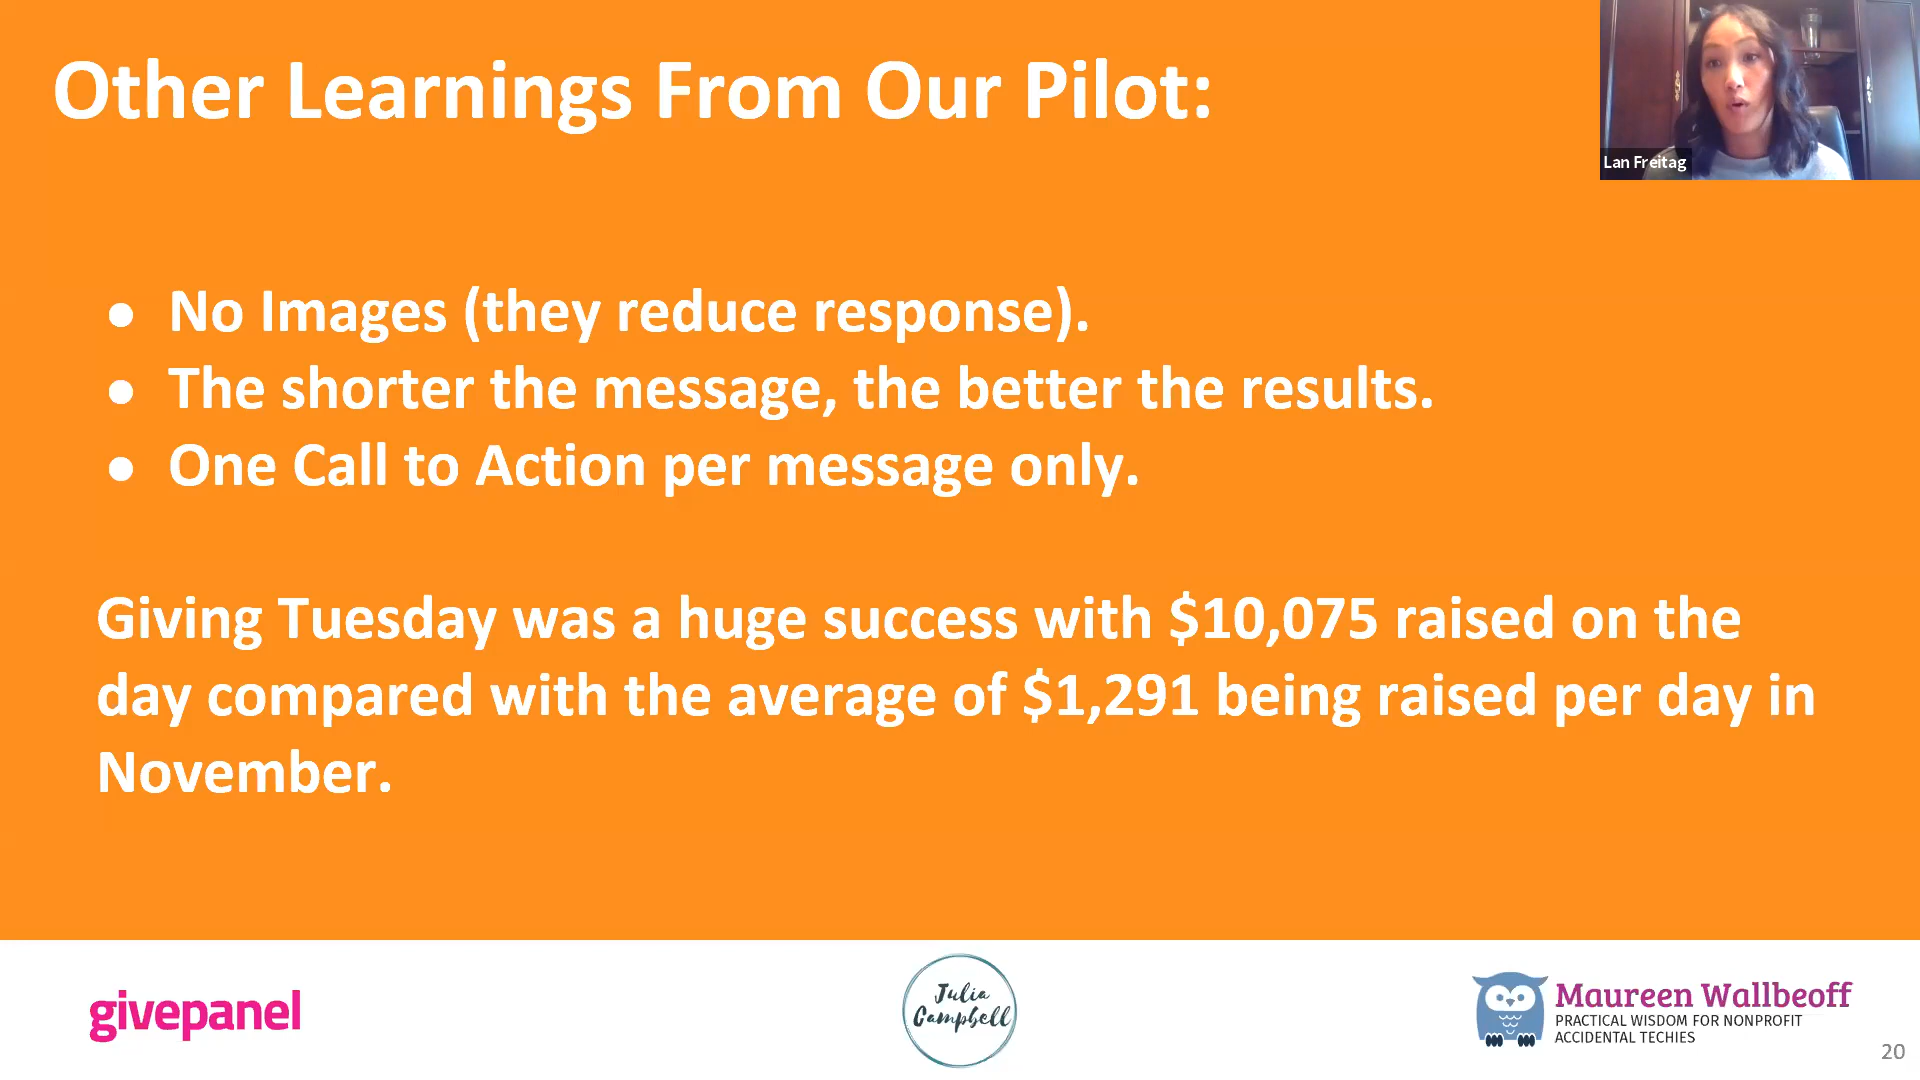 Other Learnings From Our Pilot:
Lan Freitag
● No Images (they reduce response).
● The shorter the message, the better the results.
● One Call to Action per message only.
Giving Tuesday was a huge success with $10,075 raised on the
day compared with the average of $1,291 being raised per day in
November.
givepanel
Julia
Campbell
Maureen Wallbeoff
PRACTICAL WISDOM FOR NONPROFIT
ACCIDENTAL TECHIES
20